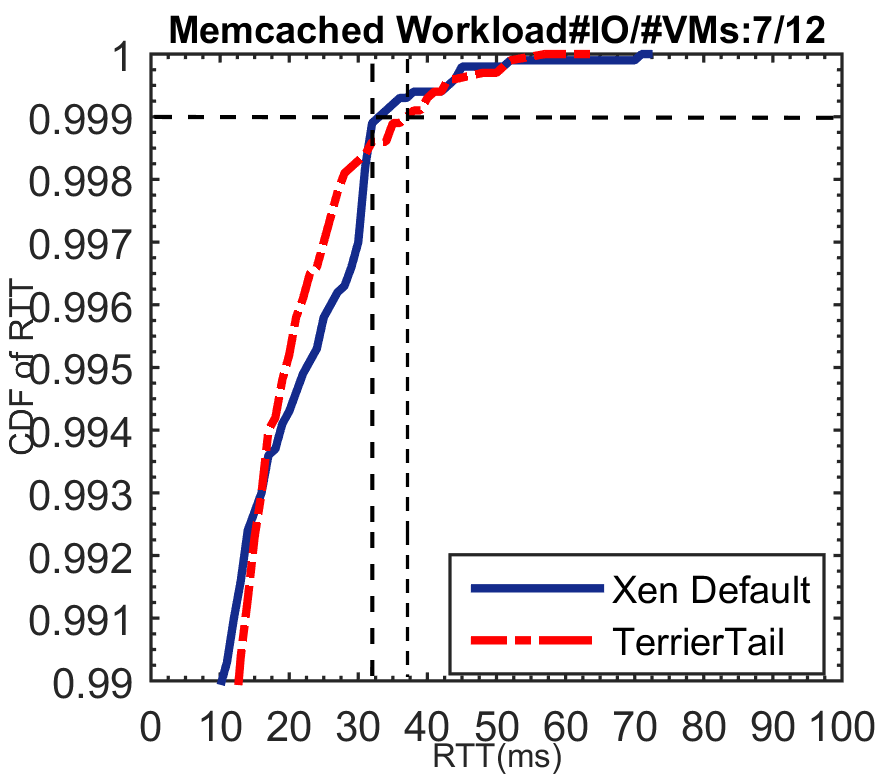 Memcached Workload#IO/#VMs:7/12
1
0.999
0.998
0.997
0.996
0.995
0.994
0.993
0.992
0.991
0.99
CDF of RTT
Xen Default
TerrierTail
0 10 20 30 40 50 60 70 80 90 100
RTT(ms)